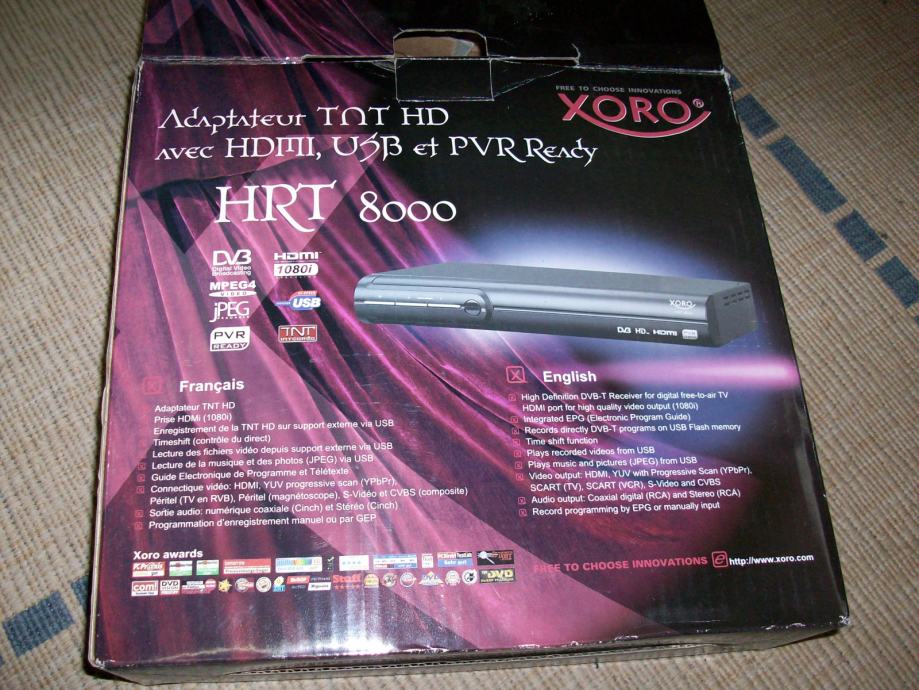 FREE TO CHOOSE INNOVATIONS
XORO®
Adaptateur TNT HD
avec HDMI, USB et PVR Ready
HRT 8000
DVB
Digital Video
Broadcasting
HDMI
1080i
MPEG4
VIDEO
USB
JPEG
PVR
READY
TNT
INTEGRÉE
XORO
DVB HD HDMI
Français
Adaptateur TNT HD
Prise HDMi (1080i)
Enregistrement de la TNT HD sur support externe via USB
Timeshift (contrôle du direct)
Lecture des fichiers vidéo depuis support externe via USB
Lecture de la musique et des photos (JPEG) via USB
Guide Electronique de Programme et Télétexte
Connectique vidéo: HDMI, YUV progressive scan (YPbPr),
Péritel (TV en RVB), Péritel (magnétoscope), S-Vidéo et CVBS (composite)
Sortie audio: numérique coaxiale (Cinch) et Stéréo (Cinch)
Programmation d'enregistrement manuel ou par GEP
English
High Definition DVB-T Receiver for digital free-to-air TV
HDMI port for high quality video output (1080i)
Integrated EPG (Electronic Program Guide)
Records directly DVB-T programs on USB Flash memory
Time shift function
Plays recorded videos from USB
Plays music and pictures (JPEG) from USB
Video output: HDMI, YUV with Progressive Scan (YPbPr),
SCART (TV), SCART (VCR), S-Video and CVBS
Audio output: Coaxial digital (RCA) and Stereo (RCA)
Record programming by EPG or manually input
Xoro awards
com!
Stuff
DVD
FREE TO CHOOSE INNOVATIONS
http://www.xoro.com